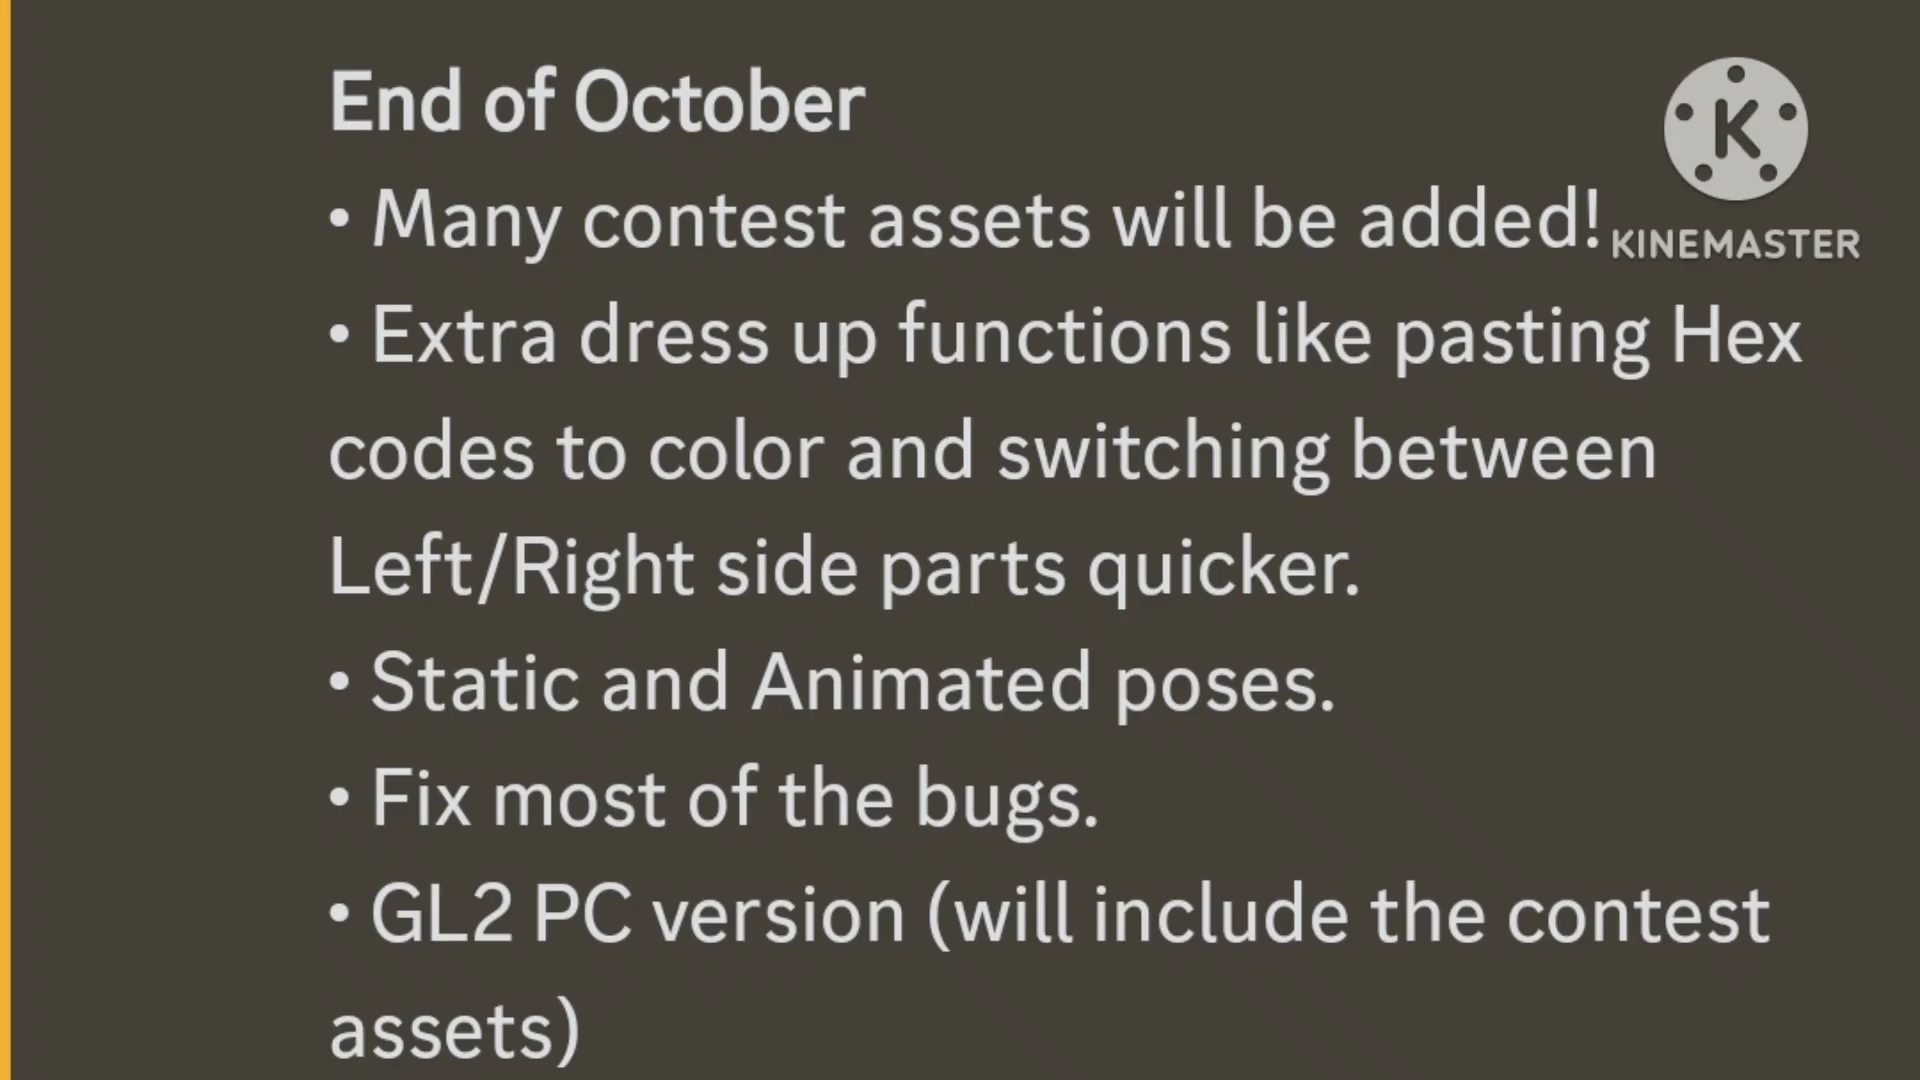 End of October
• Many contest assets will be added!
K
KINEMASTER
• Extra dress up functions like pasting Hex
codes to color and switching between
Left/Right side parts quicker.
• Static and Animated poses.
• Fix most of the bugs.
• GL2 PC version (will include the contest
assets)